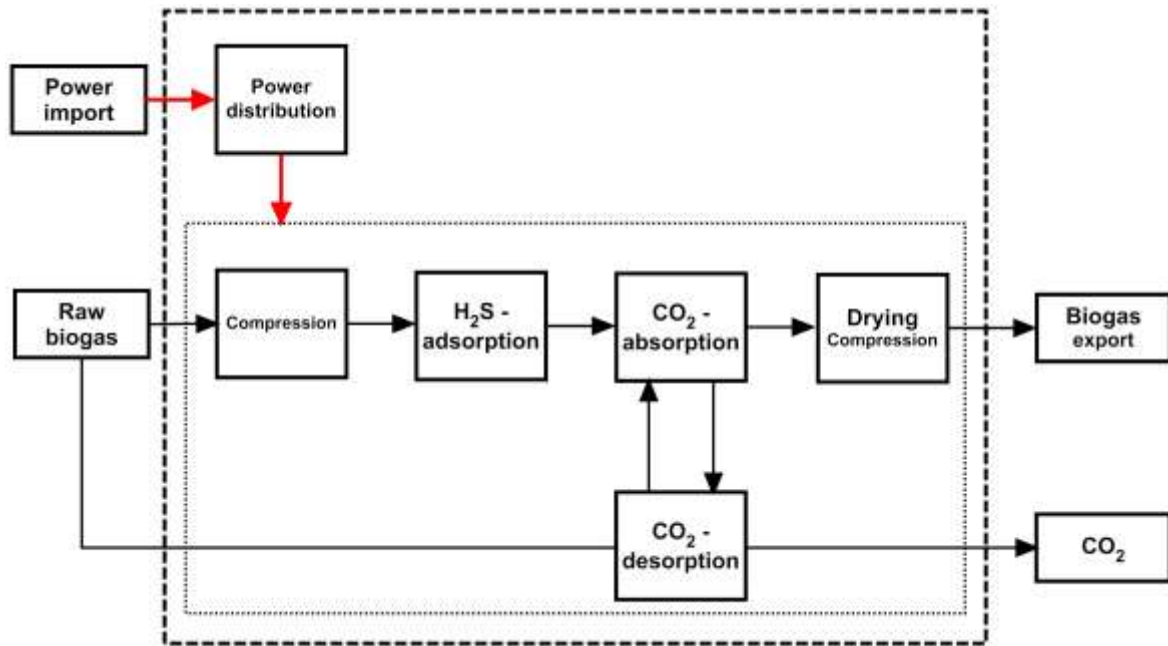 Power
import
Power
distribution
Raw
biogas
Compression
H₂S -
adsorption
CO₂ -
absorption
Drying
Compression
Biogas
export
CO₂ -
desorption
CO₂